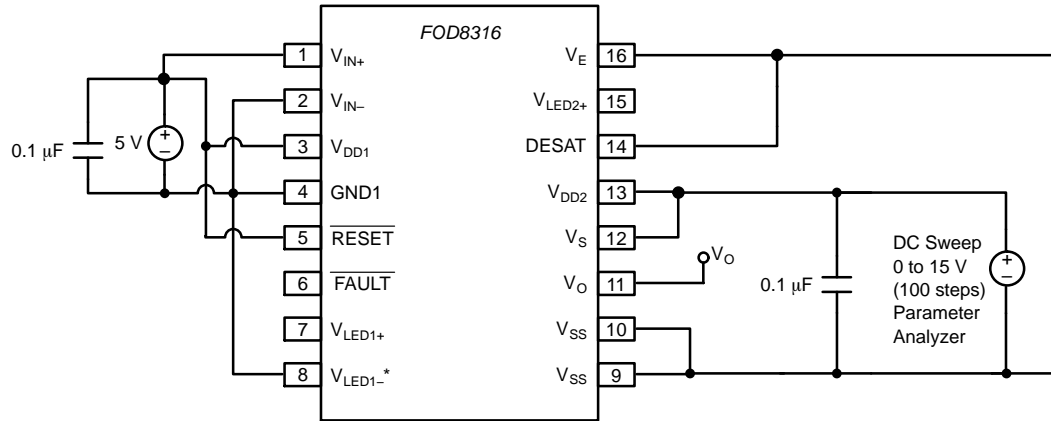 FOD8316
1 V_IN+
2 V_IN–
3 V_DD1
4 GND1
5 RESET
6 FAULT
7 V_LED1+
8 V_LED1–*
V_E 16
V_LED2+ 15
DESAT 14
V_DD2 13
V_S 12
V_O 11
V_SS 10
V_SS 9
0.1 μF
5 V
+
–
V_O
0.1 μF
DC Sweep
0 to 15 V
(100 steps)
Parameter
Analyzer
+
–